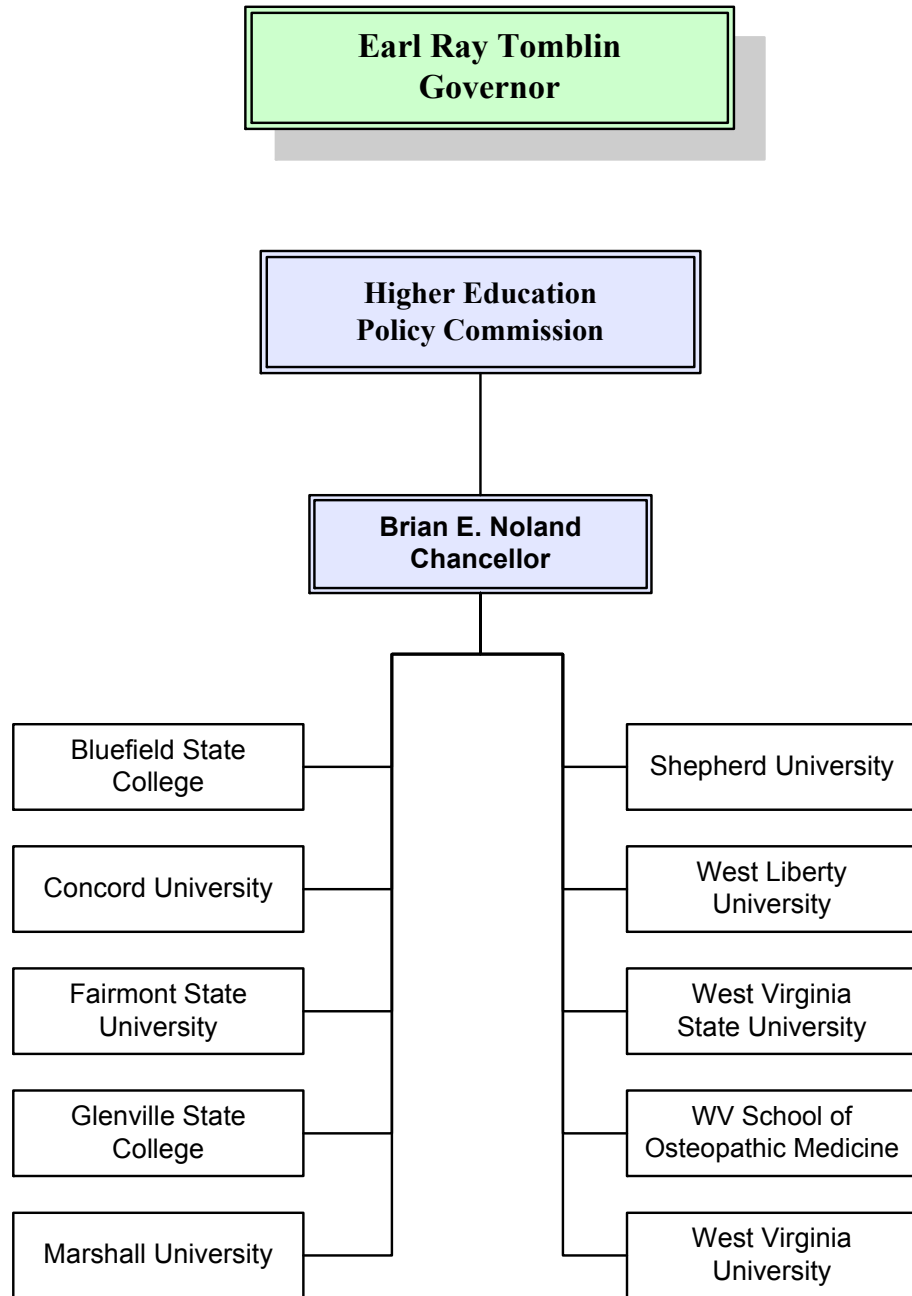 Earl Ray Tomblin
Governor
Higher Education
Policy Commission
Brian E. Noland
Chancellor
Bluefield State
College
Concord University
Fairmont State
University
Glenville State
College
Marshall University
Shepherd University
West Liberty
University
West Virginia
State University
WV School of
Osteopathic Medicine
West Virginia
University